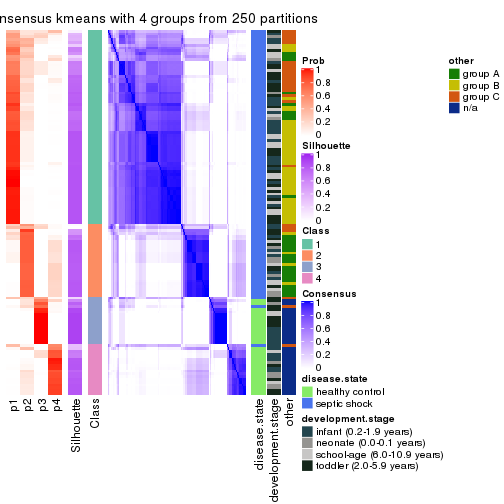 nsensus kmeans with 4 groups from 250 partitions
p1
p2
p3
p4
Silhouette
Class
disease.state
development.stage
other
Prob
1
0.8
0.6
0.4
0.2
0
Silhouette
1
0.8
0.6
0.4
0.2
0
Class
1
2
3
4
Consensus
1
0.8
0.6
0.4
0.2
0
disease.state
healthy control
septic shock
development.stage
infant (0.2-1.9 years)
neonate (0.0-0.1 years)
school-age (6.0-10.9 years)
toddler (2.0-5.9 years)
other
group A
group B
group C
n/a